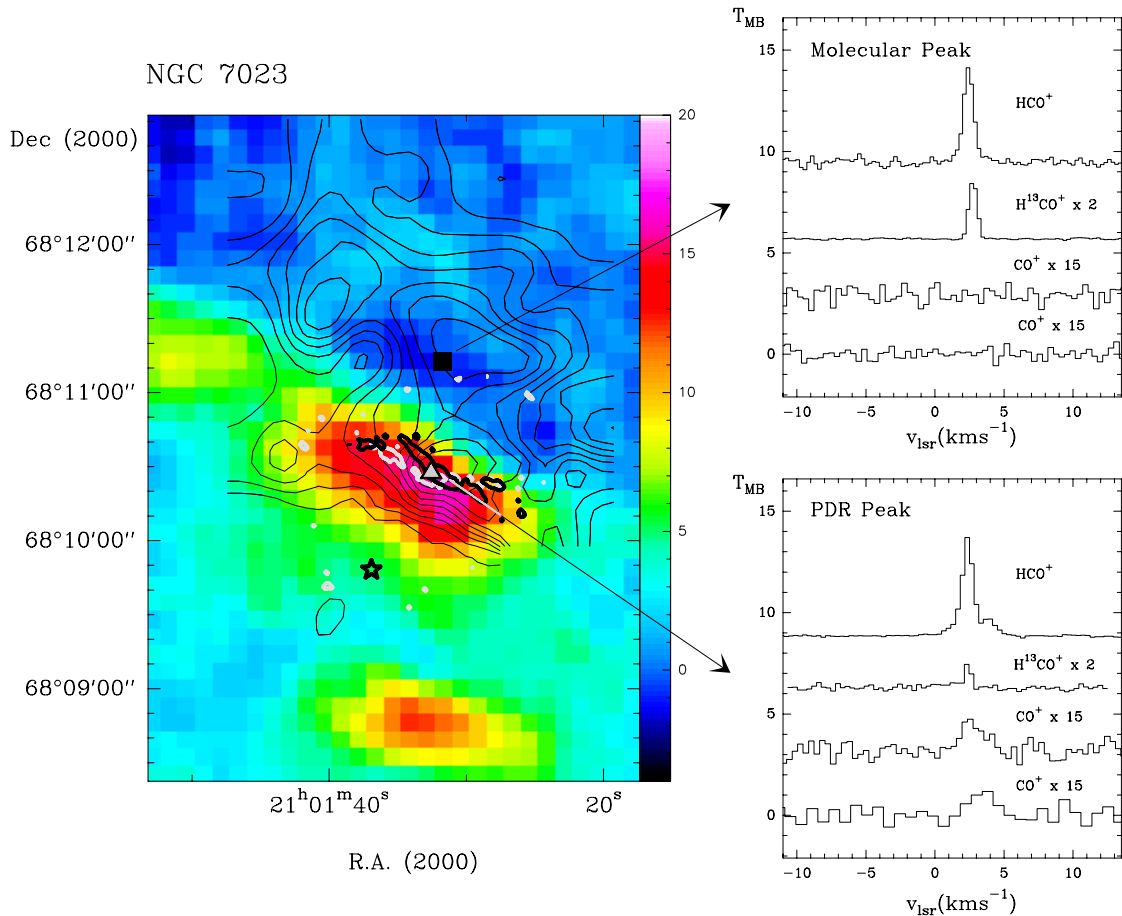 NGC 7023
Dec (2000)
68°12′00″
68°11′00″
68°10′00″
68°09′00″
21ʰ01ᵐ40ˢ 20ˢ
R.A. (2000)
20
15
10
5
0
T_MB
Molecular Peak
15
10
5
0
HCO⁺
H¹³CO⁺ x 2
CO⁺ x 15
CO⁺ x 15
-10 -5 0 5 10
v_lsr(kms⁻¹)
T_MB
PDR Peak
15
10
5
0
HCO⁺
H¹³CO⁺ x 2
CO⁺ x 15
CO⁺ x 15
-10 -5 0 5 10
v_lsr(kms⁻¹)